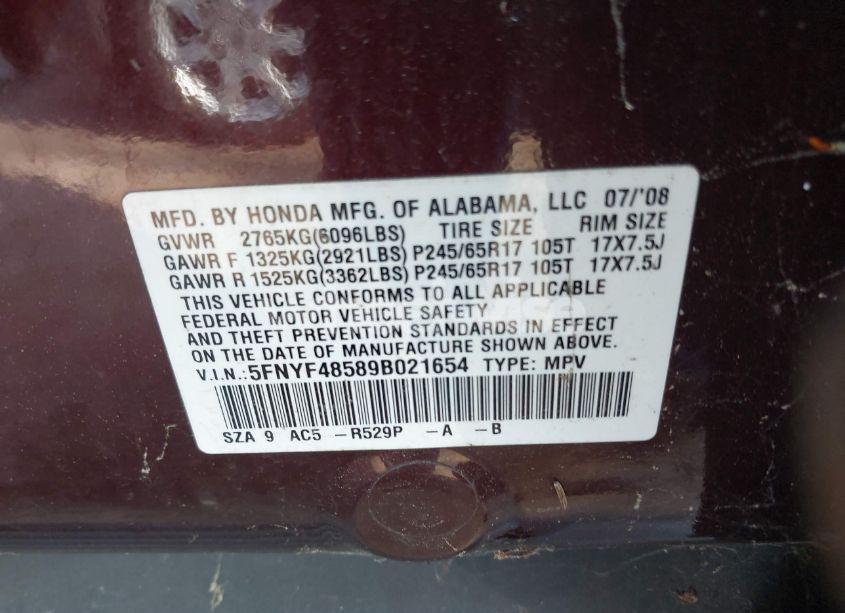 MFD. BY HONDA MFG. OF ALABAMA, LLC 07/'08
GVWR 2765KG(6096LBS) TIRE SIZE RIM SIZE
GAWR F 1325KG(2921LBS) P245/65R17 105T 17X7.5J
GAWR R 1525KG(3362LBS) P245/65R17 105T 17X7.5J
THIS VEHICLE CONFORMS TO ALL APPLICABLE
FEDERAL MOTOR VEHICLE SAFETY
AND THEFT PREVENTION STANDARDS IN EFFECT
ON THE DATE OF MANUFACTURE SHOWN ABOVE.
V.I.N.:5FNYF48589B021654 TYPE: MPV
SZA 9 AC5 -R529P -A -B